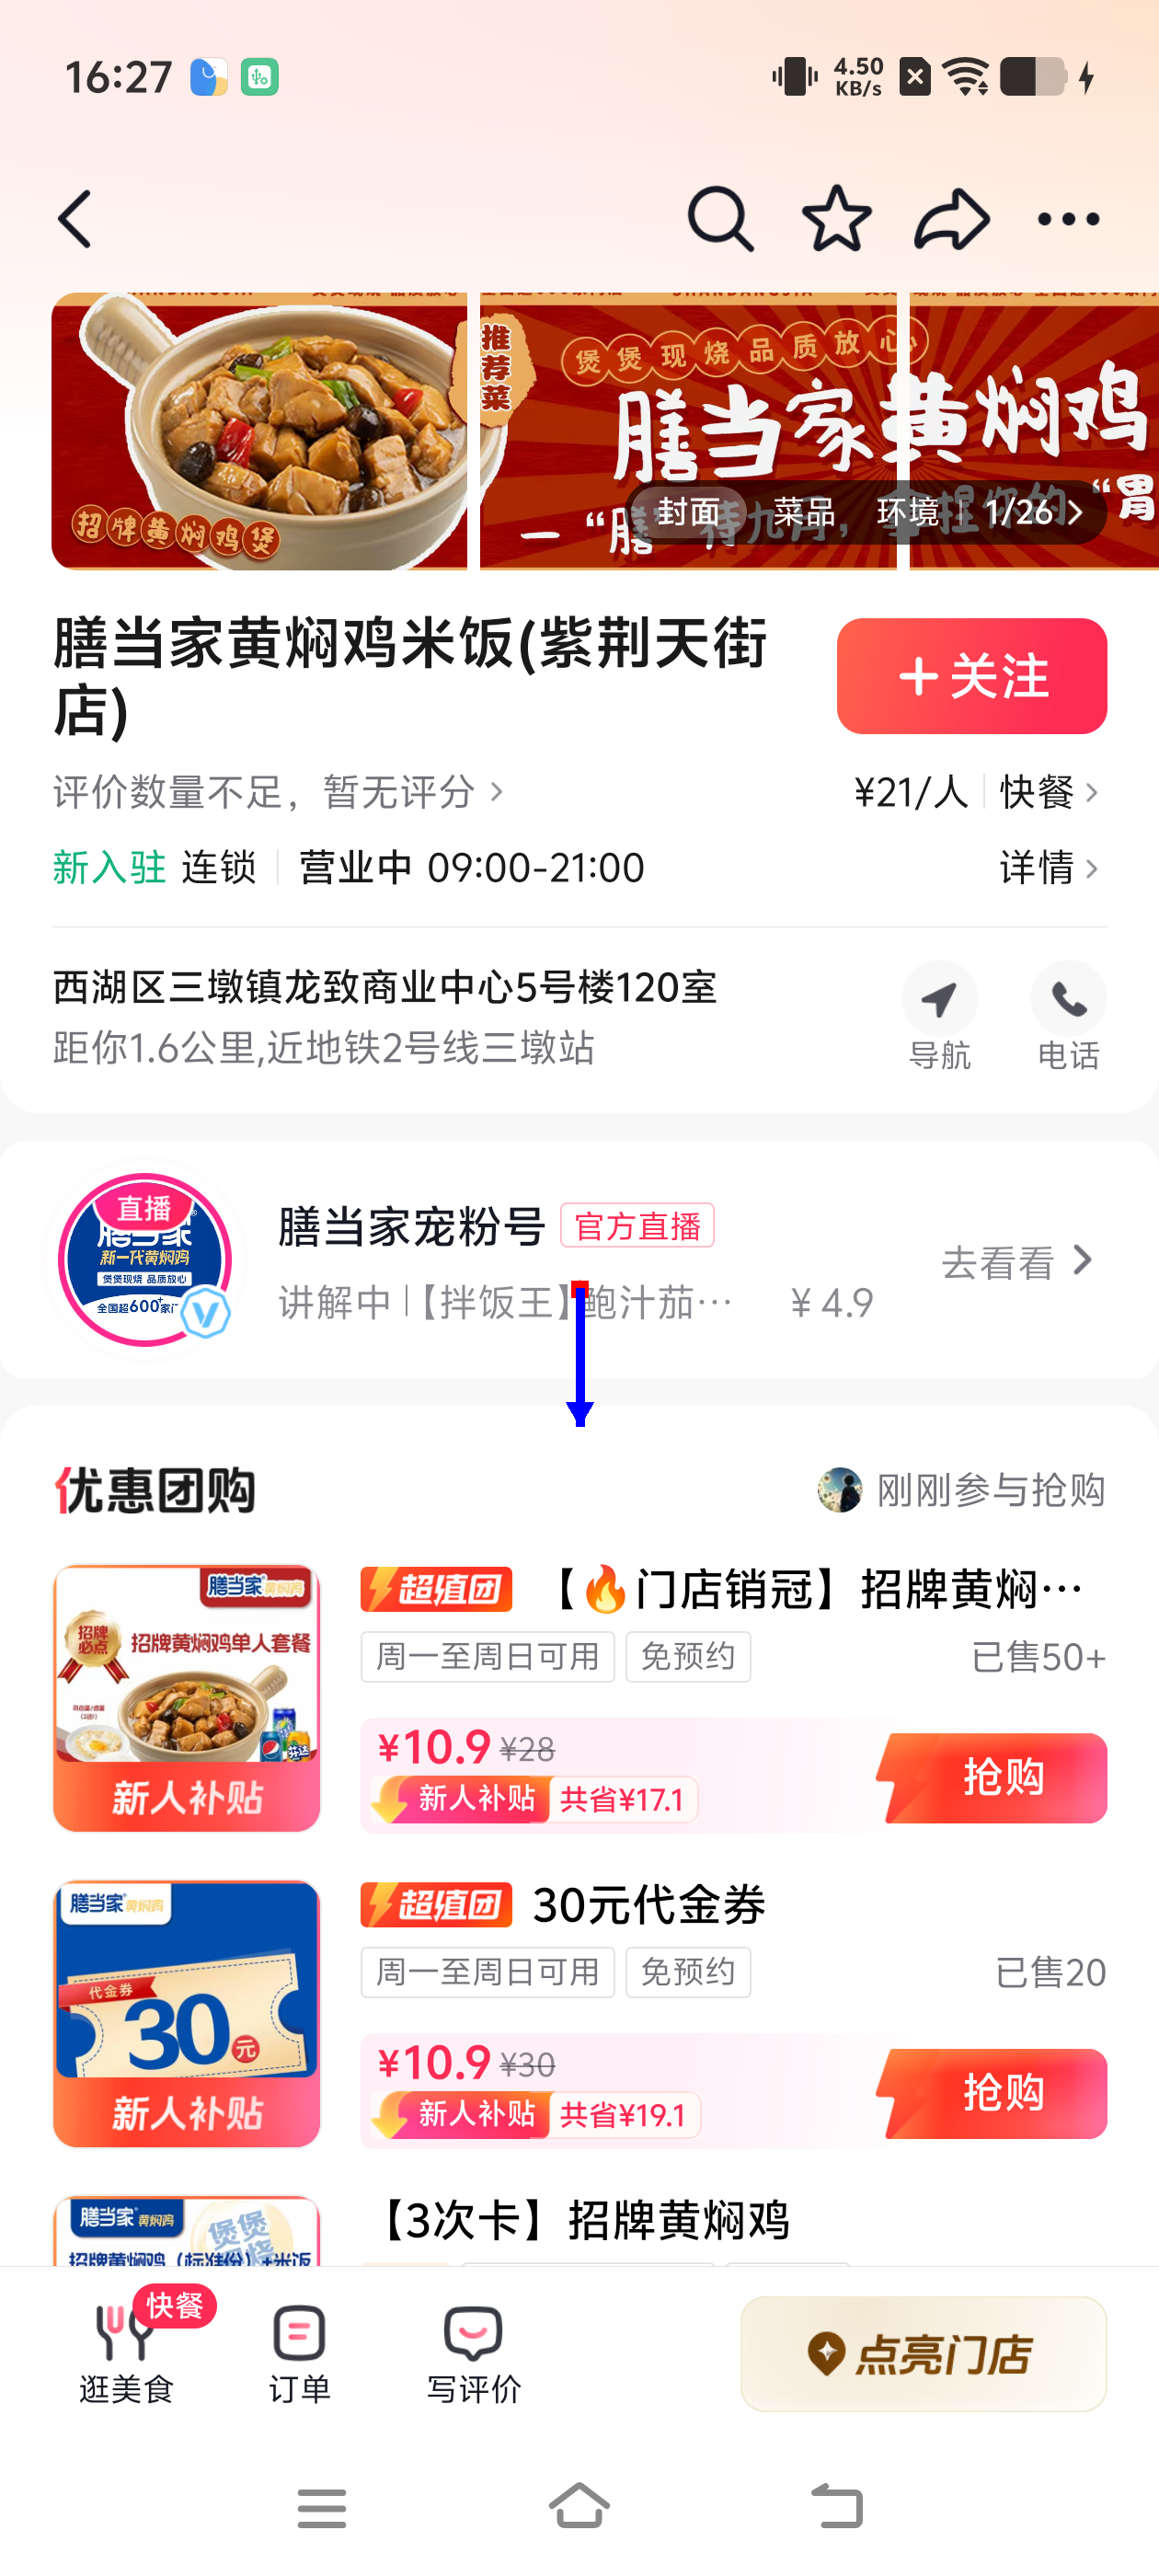 16:27
4.50
KB/s
招牌黄焖鸡煲
推荐菜
煲煲现烧品质放心
膳当家黄焖鸡
封面 菜品 环境 1/26
膳当家黄焖鸡米饭(紫荆天街
店)
+关注
评价数量不足，暂无评分
¥21/人 快餐
新入驻 连锁 营业中 09:00-21:00
详情
西湖区三墩镇龙致商业中心5号楼120室
距你1.6公里,近地铁2号线三墩站
导航 电话
直播
膳当家
新一代黄焖鸡
煲煲现烧 品质放心
全国超600家
膳当家宠粉号 官方直播
去看看
讲解中 【拌饭王】鲍汁茄… ¥4.9
优惠团购
刚刚参与抢购
膳当家黄焖鸡
招牌必点
招牌黄焖鸡单人套餐
新人补贴
超值团 【🔥门店销冠】招牌黄焖…
周一至周日可用 免预约 已售50+
¥10.9 ¥28
新人补贴 共省¥17.1
抢购
膳当家黄焖鸡
代金券
30元
新人补贴
超值团 30元代金券
周一至周日可用 免预约 已售20
¥10.9 ¥30
新人补贴 共省¥19.1
抢购
膳当家黄焖鸡
【3次卡】招牌黄焖鸡
快餐
逛美食 订单 写评价
点亮门店